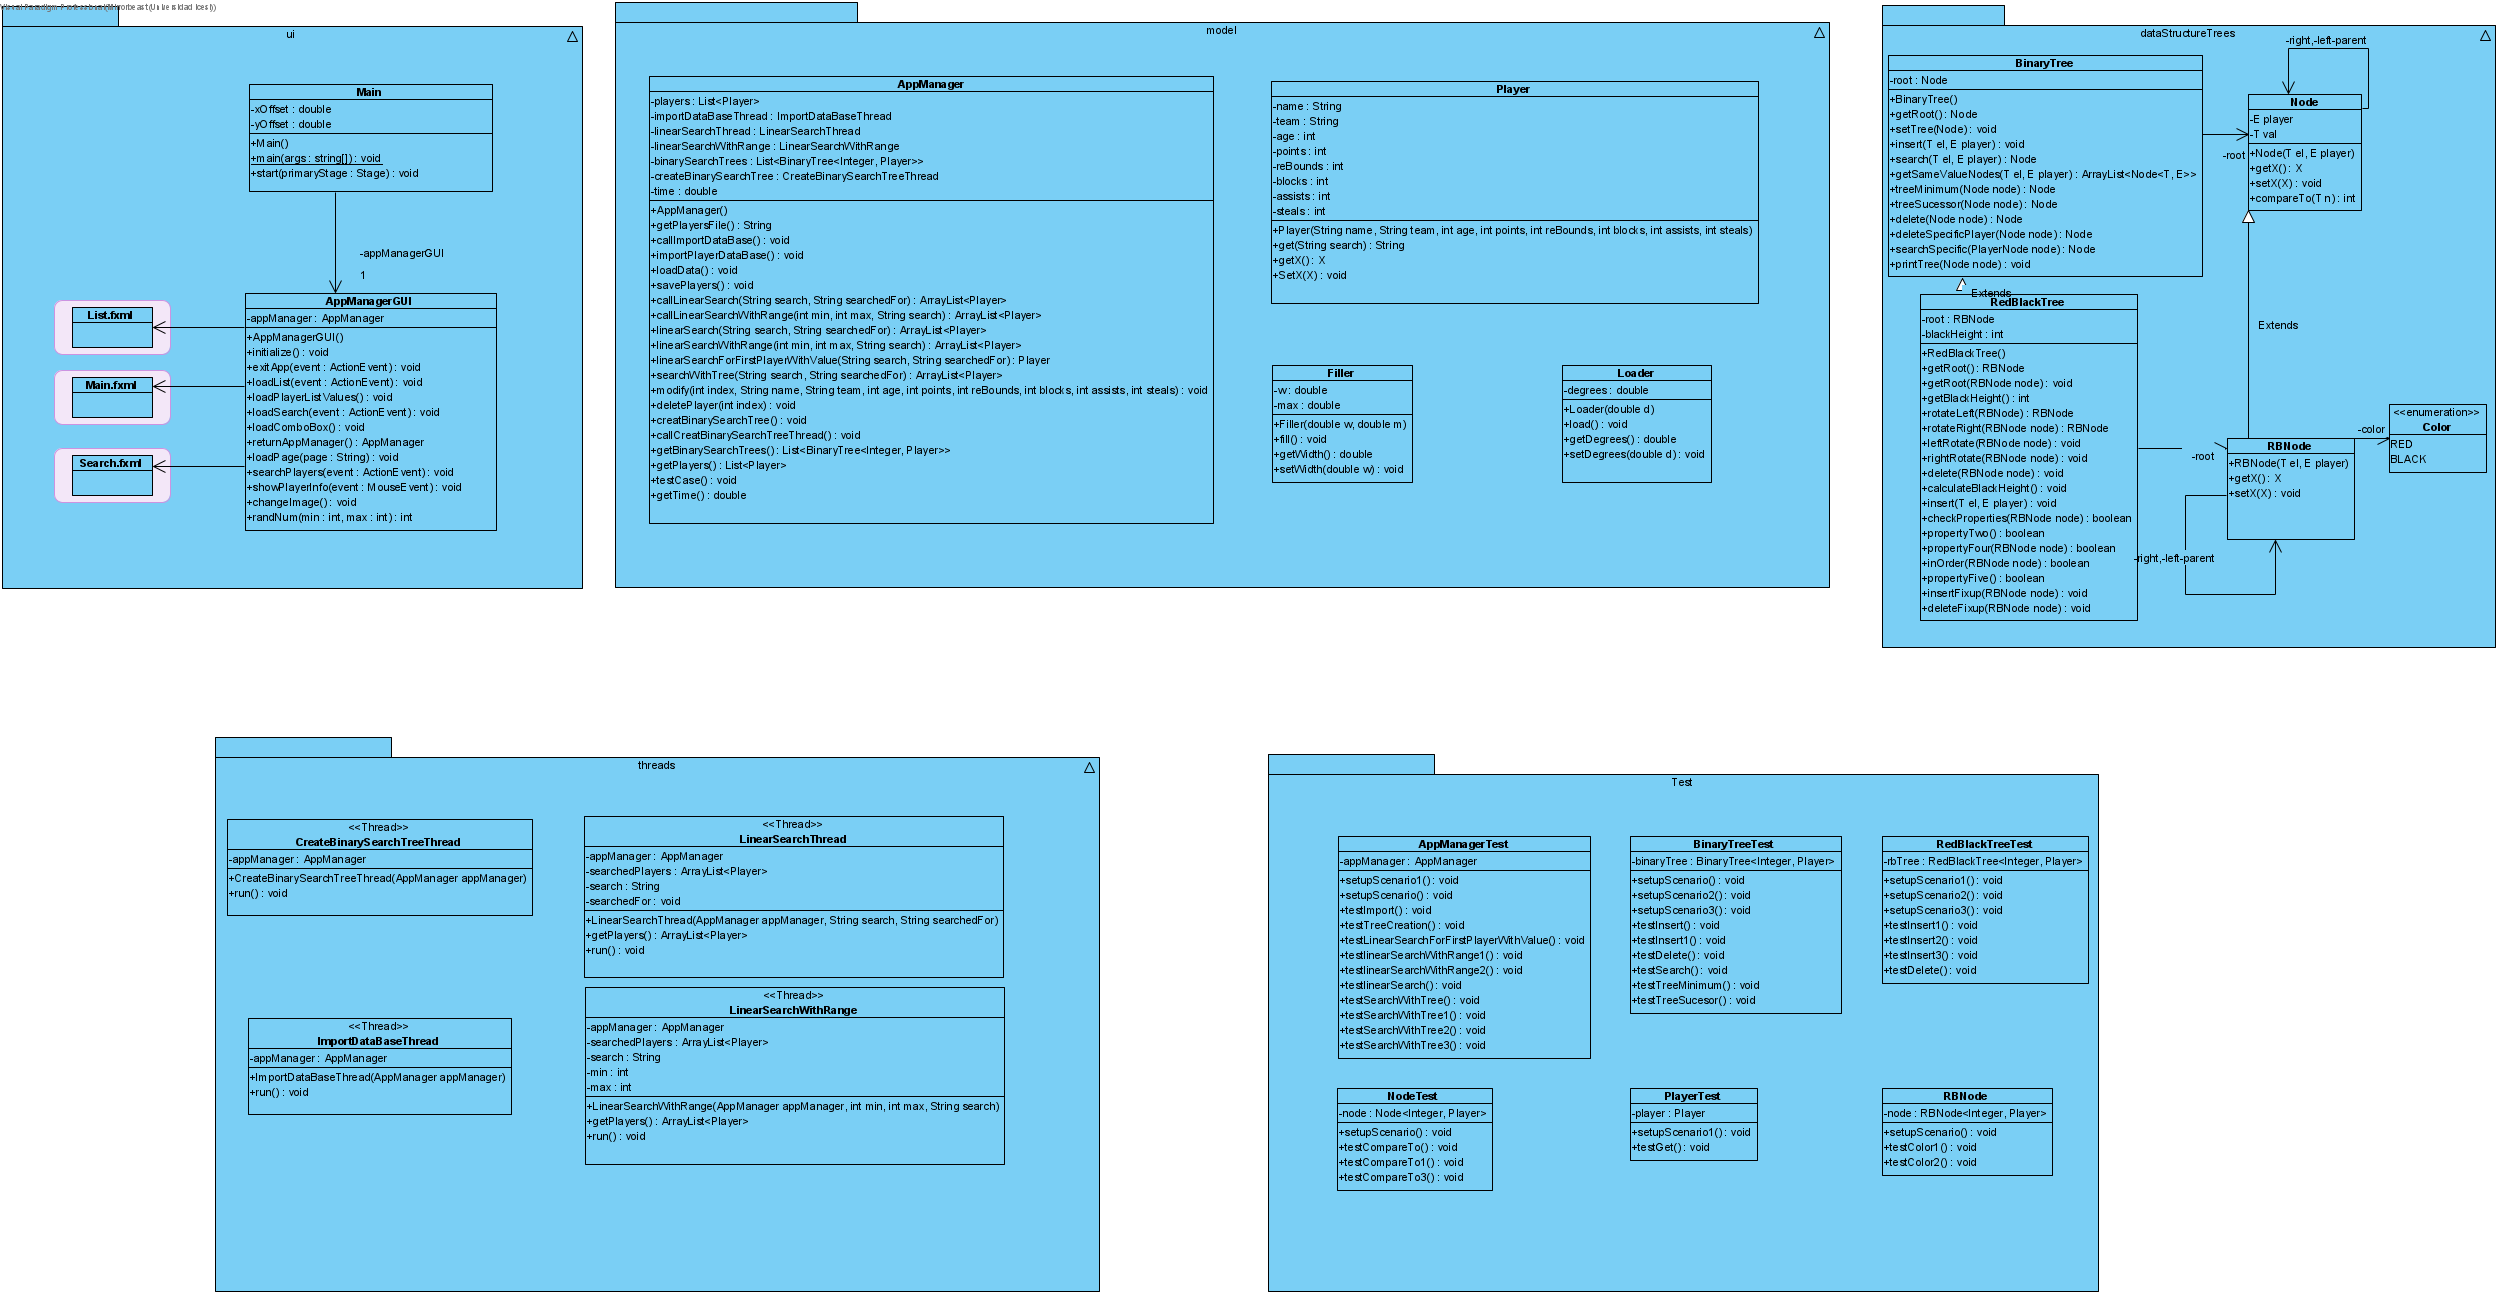 ui
Main
-xOffset : double
-yOffset : double
+Main()
+main(args : string[]) : void
+start(primaryStage : Stage) : void
-appManagerGUI
1
AppManagerGUI
-appManager : AppManager
+AppManagerGUI()
+initialize() : void
+exitApp(event : ActionEvent) : void
+loadList(event : ActionEvent) : void
+loadPlayerListValues() : void
+loadSearch(event : ActionEvent) : void
+loadComboBox() : void
+returnAppManager() : AppManager
+loadPage(page : String) : void
+searchPlayers(event : ActionEvent) : void
+showPlayerInfo(event : MouseEvent) : void
+changeImage() : void
+randNum(min : int, max : int) : int
List.fxml
Main.fxml
Search.fxml
model
AppManager
-players : List<Player>
-importDataBaseThread : ImportDataBaseThread
-linearSearchThread : LinearSearchThread
-linearSearchWithRange : LinearSearchWithRange
-binarySearchTrees : List<BinaryTree<Integer, Player>>
-createBinarySearchTree : CreateBinarySearchTreeThread
-time : double
+AppManager()
+getPlayersFile() : String
+callImportDataBase() : void
+importPlayerDataBase() : void
+loadData() : void
+savePlayers() : void
+callLinearSearch(String search, String searchedFor) : ArrayList<Player>
+callLinearSearchWithRange(int min, int max, String search) : ArrayList<Player>
+linearSearch(String search, String searchedFor) : ArrayList<Player>
+linearSearchWithRange(int min, int max, String search) : ArrayList<Player>
+linearSearchForFirstPlayerWithValue(String search, String searchedFor) : Player
+searchWithTree(String search, String searchedFor) : ArrayList<Player>
+modify(int index, String name, String team, int age, int points, int reBounds, int blocks, int assists, int steals) : void
+deletePlayer(int index) : void
+creatBinarySearchTree() : void
+callCreatBinarySearchTreeThread() : void
+getBinarySearchTrees() : List<BinaryTree<Integer, Player>>
+getPlayers() : List<Player>
+testCase() : void
+getTime() : double
Player
-name : String
-team : String
-age : int
-points : int
-reBounds : int
-blocks : int
-assists : int
-steals : int
+Player(String name, String team, int age, int points, int reBounds, int blocks, int assists, int steals)
+get(String search) : String
+getX() : X
+SetX(X) : void
Filler
-w : double
-max : double
+Filler(double w, double m)
+fill() : void
+getWidth() : double
+setWidth(double w) : void
Loader
-degrees : double
+Loader(double d)
+load() : void
+getDegrees() : double
+setDegrees(double d) : void
dataStructureTrees
BinaryTree
-root : Node
+BinaryTree()
+getRoot() : Node
+setTree(Node) : void
+insert(T el, E player) : void
+search(T el, E player) : Node
+getSameValueNodes(T el, E player) : ArrayList<Node<T, E>>
+treeMinimum(Node node) : Node
+treeSucessor(Node node) : Node
+delete(Node node) : Node
+deleteSpecificPlayer(Node node) : Node
+searchSpecific(PlayerNode node) : Node
+printTree(Node node) : void
-right,-left-parent
Node
-E player
-T val
+Node(T el, E player)
+getX() : X
+setX(X) : void
+compareTo(T n) : int
-root
Extends
RedBlackTree
-root : RBNode
-blackHeight : int
+RedBlackTree()
+getRoot() : RBNode
+getRoot(RBNode node) : void
+getBlackHeight() : int
+rotateLeft(RBNode) : RBNode
+rotateRight(RBNode node) : RBNode
+leftRotate(RBNode node) : void
+rightRotate(RBNode node) : void
+delete(RBNode node) : void
+calculateBlackHeight() : void
+insert(T el, E player) : void
+checkProperties(RBNode node) : boolean
+propertyTwo() : boolean
+propertyFour(RBNode node) : boolean
+inOrder(RBNode node) : boolean
+propertyFive() : boolean
+insertFixup(RBNode node) : void
+deleteFixup(RBNode node) : void
Extends
-root
RBNode
+RBNode(T el, E player)
+getX() : X
+setX(X) : void
-right,-left-parent
-color
<<enumeration>>
Color
RED
BLACK
threads
<<Thread>>
CreateBinarySearchTreeThread
-appManager : AppManager
+CreateBinarySearchTreeThread(AppManager appManager)
+run() : void
<<Thread>>
LinearSearchThread
-appManager : AppManager
-searchedPlayers : ArrayList<Player>
-search : String
-searchedFor : void
+LinearSearchThread(AppManager appManager, String search, String searchedFor)
+getPlayers() : ArrayList<Player>
+run() : void
<<Thread>>
ImportDataBaseThread
-appManager : AppManager
+ImportDataBaseThread(AppManager appManager)
+run() : void
<<Thread>>
LinearSearchWithRange
-appManager : AppManager
-searchedPlayers : ArrayList<Player>
-search : String
-min : int
-max : int
+LinearSearchWithRange(AppManager appManager, int min, int max, String search)
+getPlayers() : ArrayList<Player>
+run() : void
Test
AppManagerTest
-appManager : AppManager
+setupScenario1() : void
+setupScenario() : void
+testImport() : void
+testTreeCreation() : void
+testLinearSearchForFirstPlayerWithValue() : void
+testlinearSearchWithRange1() : void
+testlinearSearchWithRange2() : void
+testlinearSearch() : void
+testSearchWithTree() : void
+testSearchWithTree1() : void
+testSearchWithTree2() : void
+testSearchWithTree3() : void
BinaryTreeTest
-binaryTree : BinaryTree<Integer, Player>
+setupScenario() : void
+setupScenario2() : void
+setupScenario3() : void
+testInsert() : void
+testInsert1() : void
+testDelete() : void
+testSearch() : void
+testTreeMinimum() : void
+testTreeSucesor() : void
RedBlackTreeTest
-rbTree : RedBlackTree<Integer, Player>
+setupScenario1() : void
+setupScenario2() : void
+setupScenario3() : void
+testInsert1() : void
+testInsert2() : void
+testInsert3() : void
+testDelete() : void
NodeTest
-node : Node<Integer, Player>
+setupScenario() : void
+testCompareTo() : void
+testCompareTo1() : void
+testCompareTo3() : void
PlayerTest
-player : Player
+setupScenario1() : void
+testGet() : void
RBNode
-node : RBNode<Integer, Player>
+setupScenario() : void
+testColor1() : void
+testColor2() : void